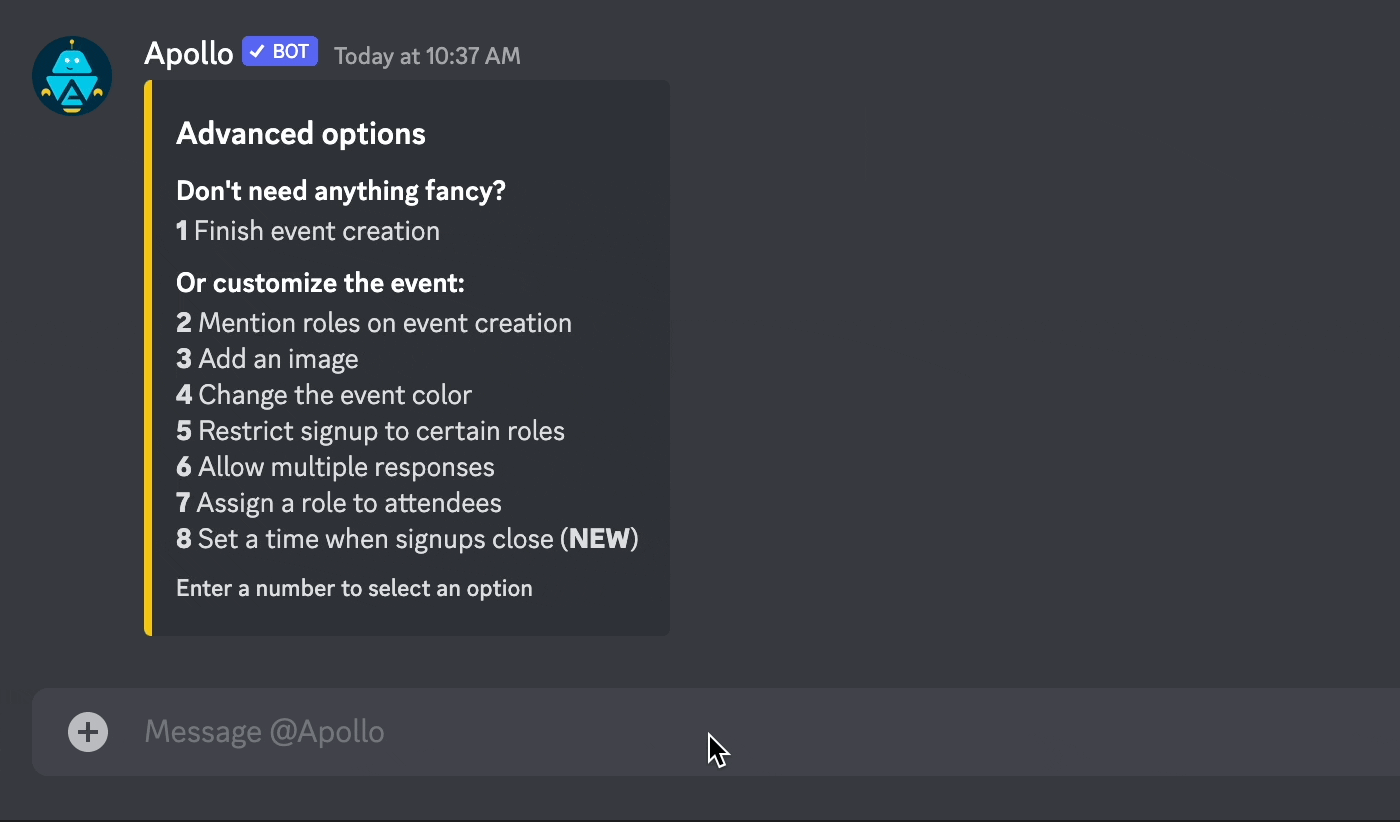 Apollo ✓ BOT Today at 10:37 AM
Advanced options
Don't need anything fancy?
1 Finish event creation
Or customize the event:
2 Mention roles on event creation
3 Add an image
4 Change the event color
5 Restrict signup to certain roles
6 Allow multiple responses
7 Assign a role to attendees
8 Set a time when signups close (NEW)
Enter a number to select an option
Message @Apollo